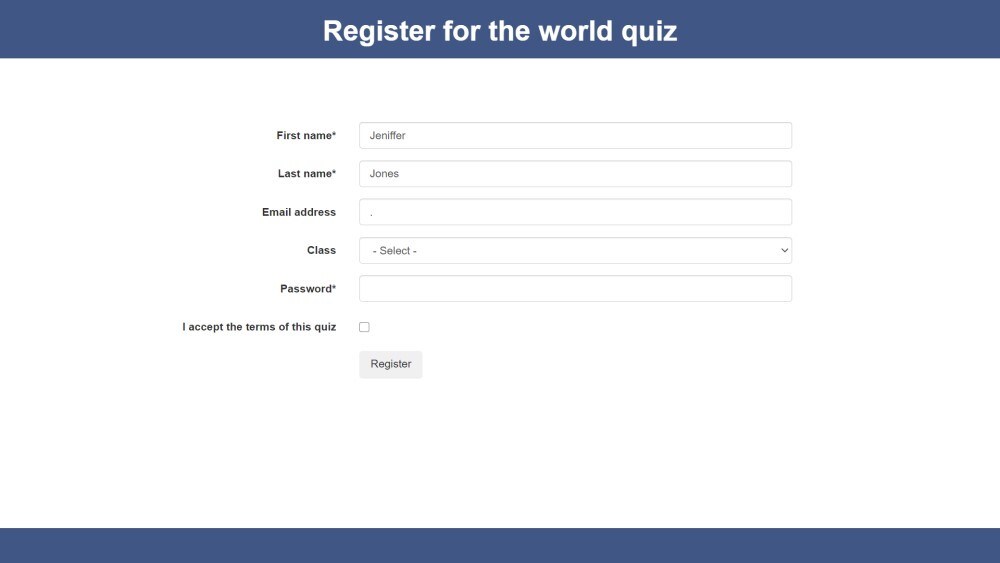 Register for the world quiz
First name* Jeniffer
Last name* Jones
Email address .
Class - Select -
Password*
I accept the terms of this quiz
Register